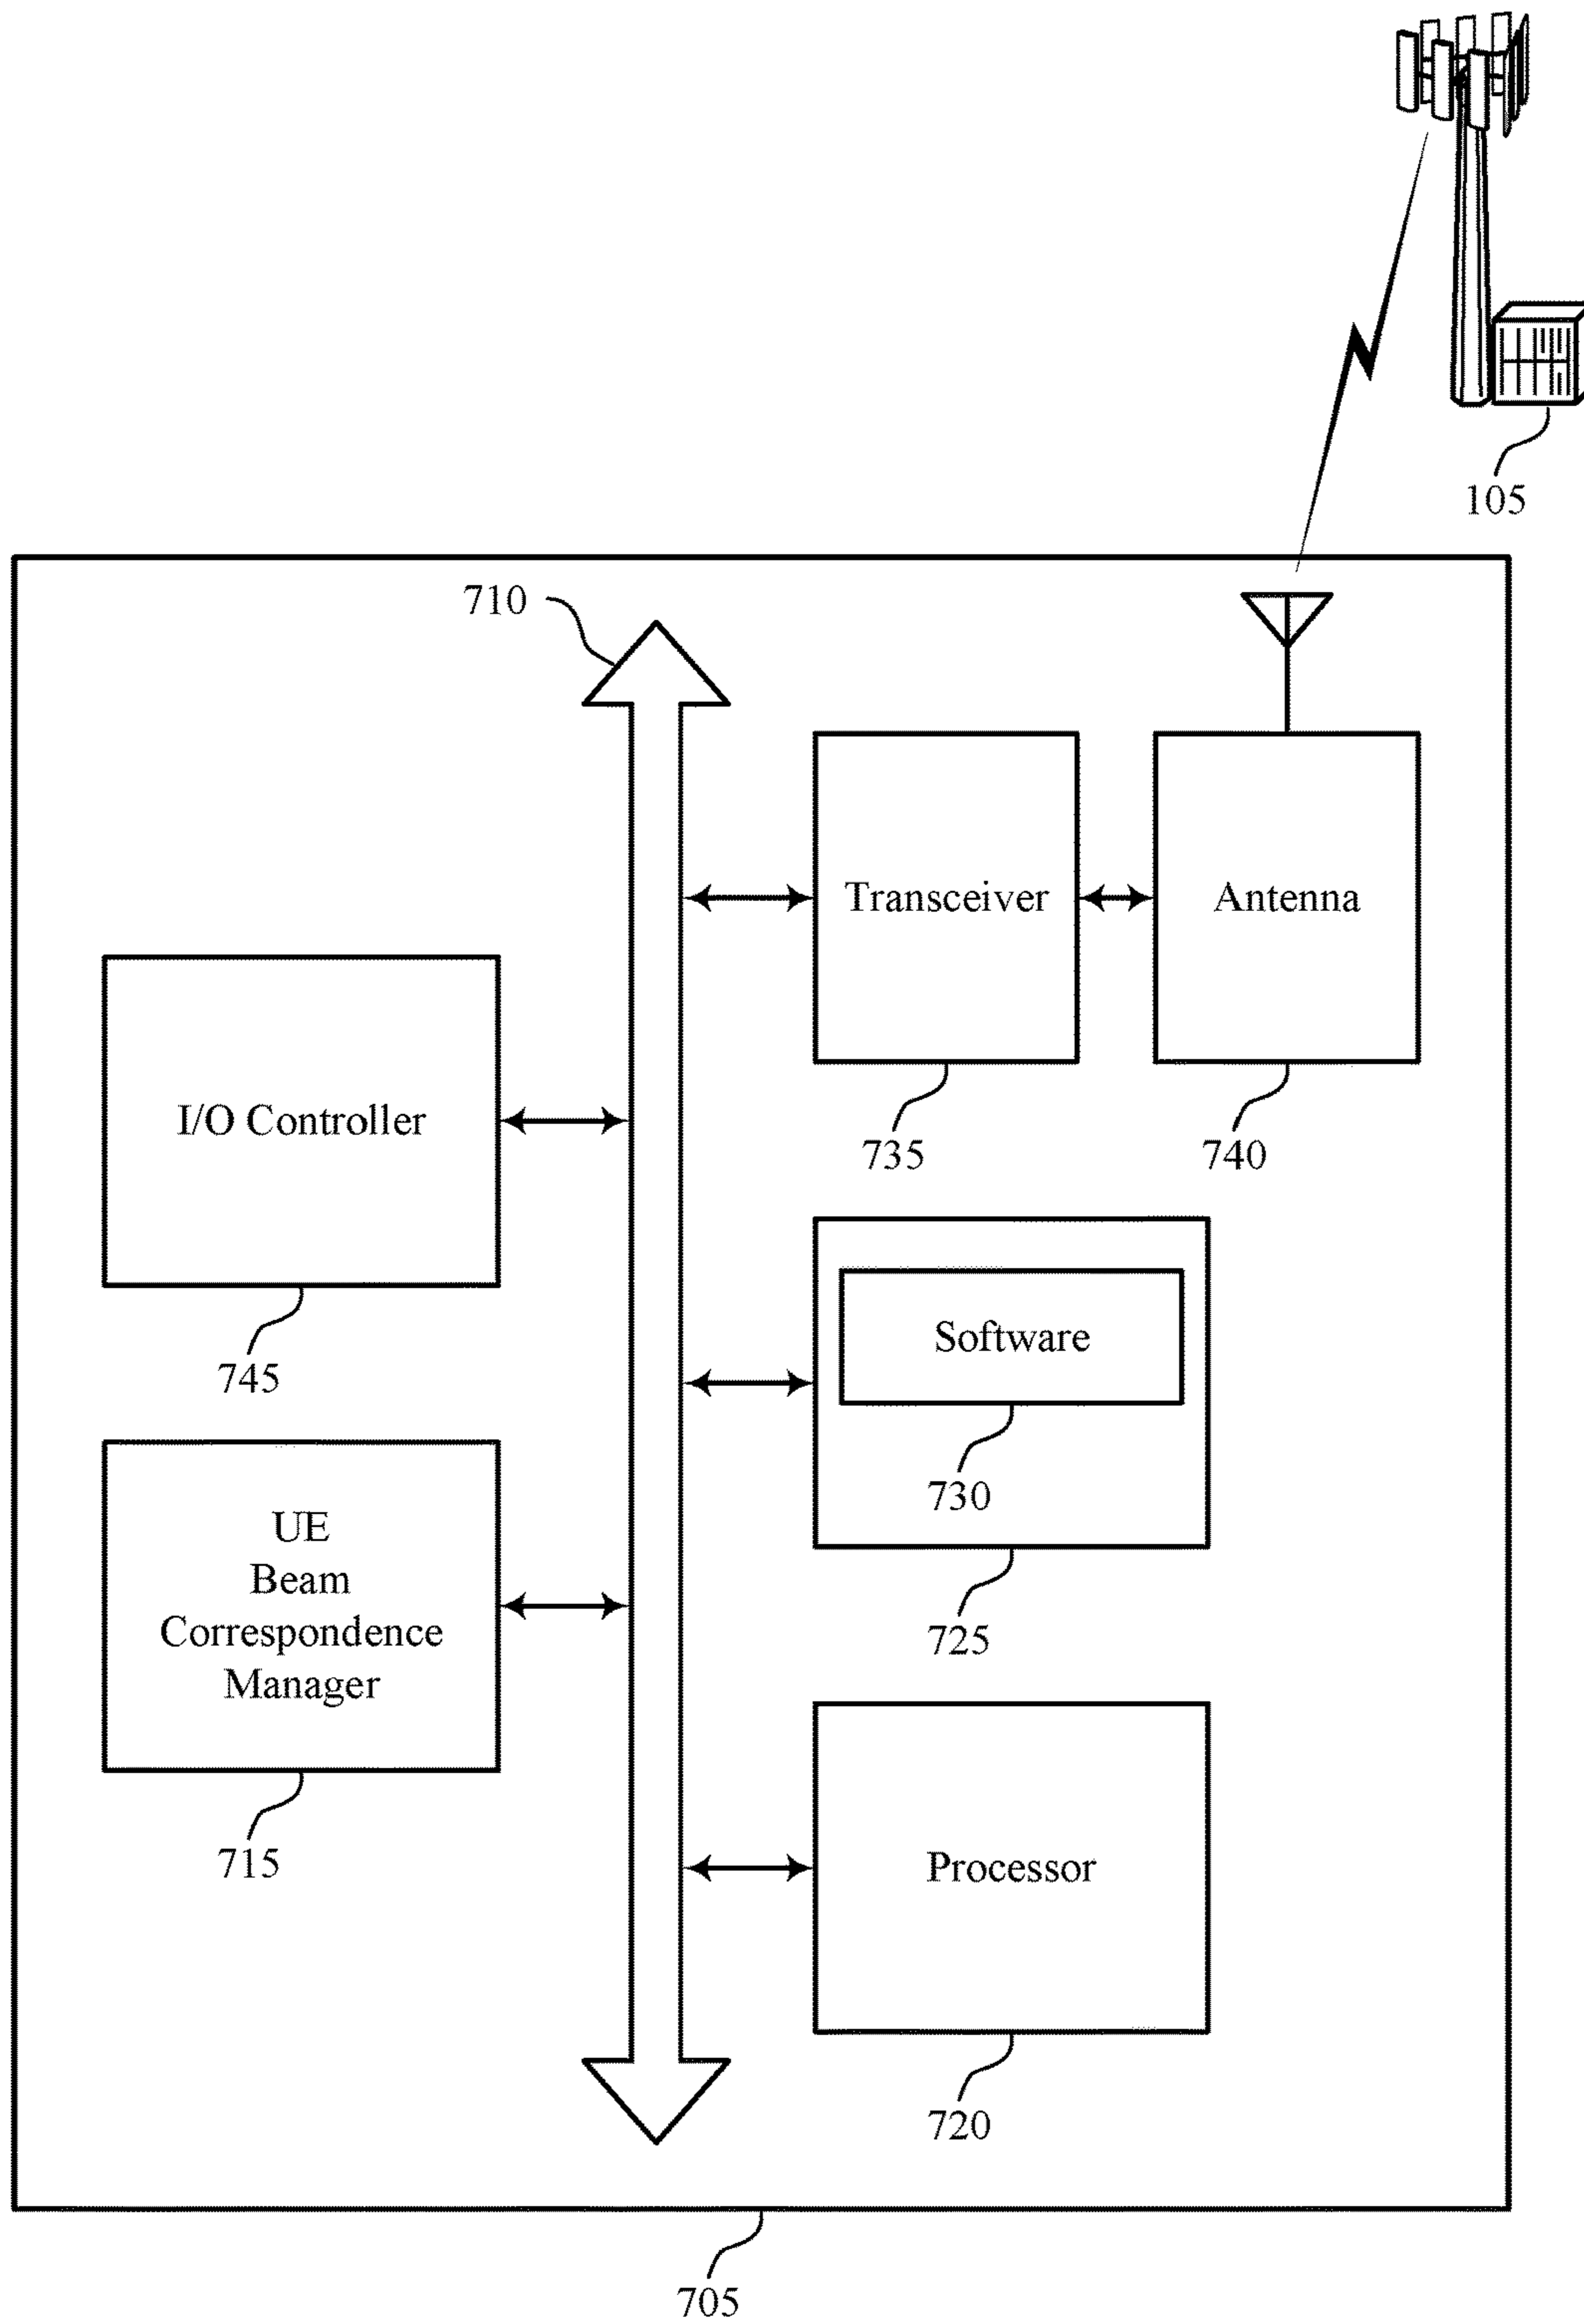 105
710
Transceiver
Antenna
735
740
I/O Controller
745
Software
730
725
UE
Beam
Correspondence
Manager
715
Processor
720
705